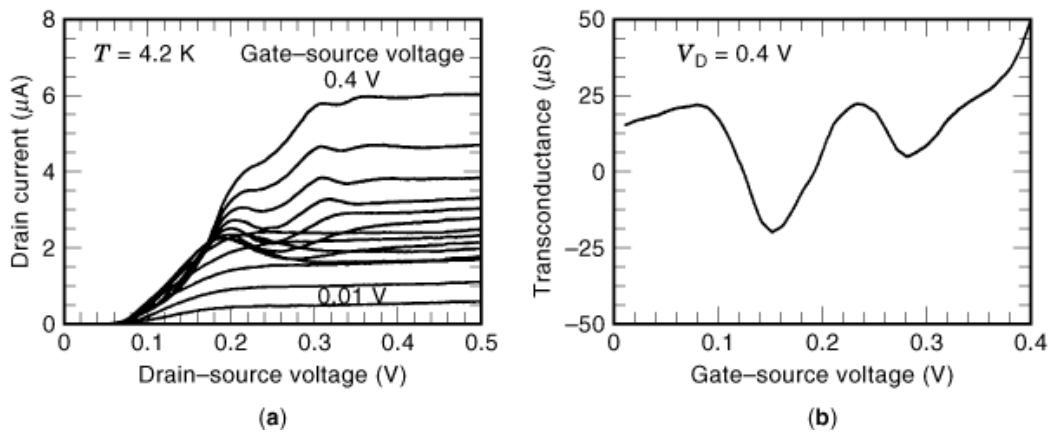 8
6
4
2
0
T = 4.2 K
Gate–source voltage
0.4 V
0.01 V
0
0.1
0.2
0.3
0.4
0.5
Drain current (μA)
Drain–source voltage (V)
(a)
50
25
0
–25
–50
V_D = 0.4 V
0
0.1
0.2
0.3
0.4
Transconductance (μS)
Gate–source voltage (V)
(b)